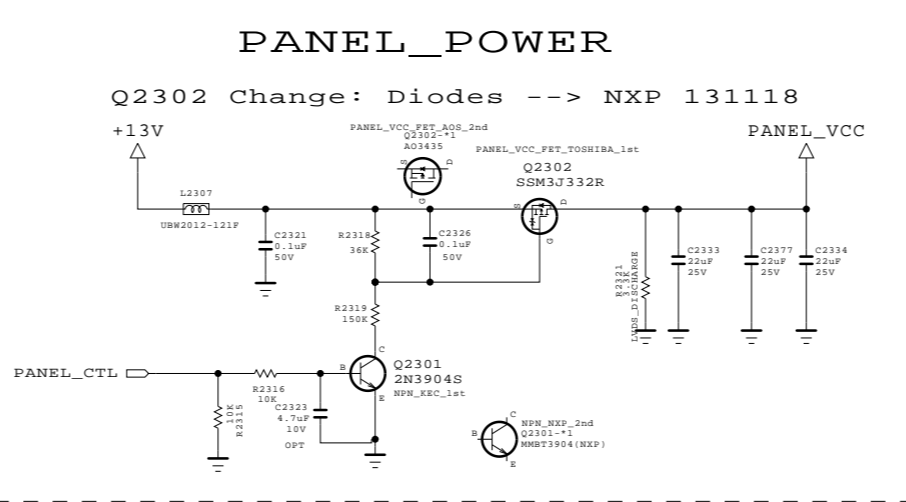 PANEL_POWER
Q2302 Change: Diodes --> NXP 131118
+13V
PANEL_VCC_FET_AOS_2nd
Q2302-*1
AO3435
S
D
G
PANEL_VCC_FET_TOSHIBA_1st
Q2302
SSM3J332R
S
D
G
PANEL_VCC
L2307
UBW2012-121F
C2321
0.1uF
50V
R2318
36K
C2326
0.1uF
50V
R2321
3.3K
LVDS_DISCHARGE
C2333
22uF
25V
C2377
22uF
25V
C2334
22uF
25V
R2319
150K
PANEL_CTL
R2316
10K
10K
R2315
C2323
4.7uF
10V
OPT
C
B
E
Q2301
2N3904S
NPN_KEC_1st
C
B
E
NPN_NXP_2nd
Q2301-*1
MMBT3904(NXP)